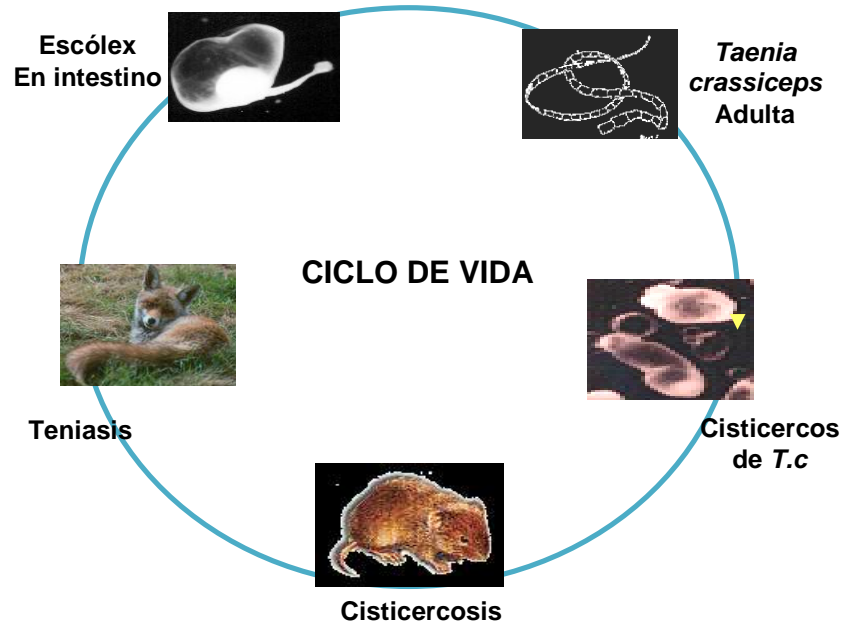 Escólex
En intestino
Taenia
crassiceps
Adulta
CICLO DE VIDA
Teniasis
Cisticercos
de T.c
Cisticercosis